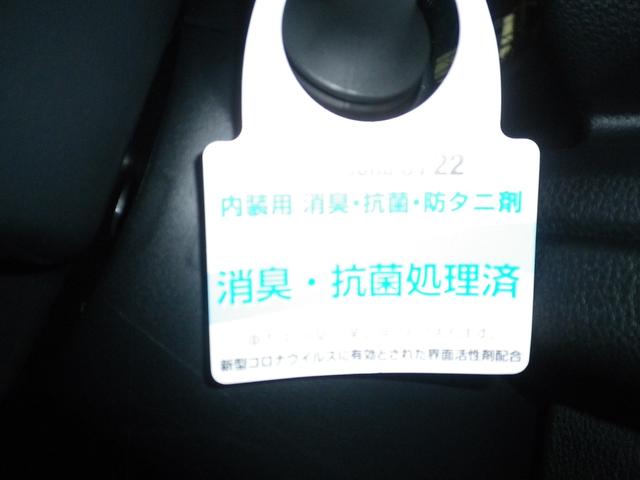 22
内装用 消臭・抗菌・防ダニ剤
消臭・抗菌処理済
新型コロナウイルスに有効とされた界面活性剤配合